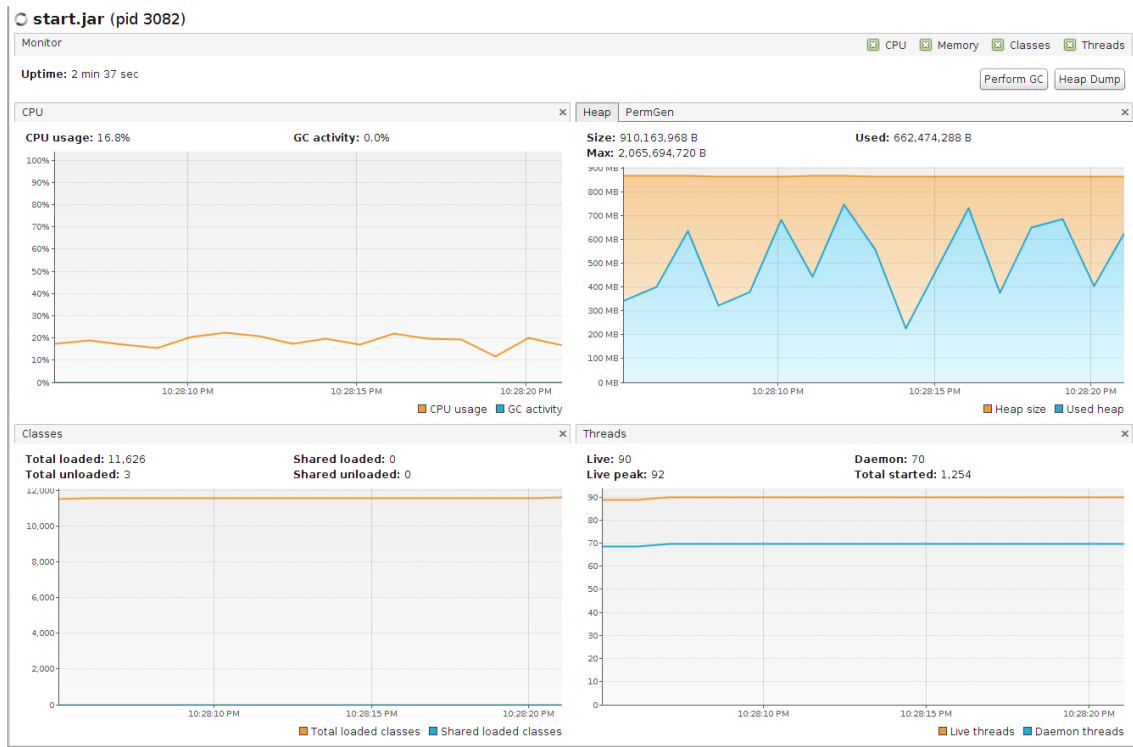 start.jar (pid 3082)
Monitor
CPU Memory Classes Threads
Uptime: 2 min 37 sec
Perform GC Heap Dump
CPU
CPU usage: 16.8% GC activity: 0.0%
100%
90%
80%
70%
60%
50%
40%
30%
20%
10%
0%
10:28:10 PM 10:28:15 PM 10:28:20 PM
CPU usage GC activity
Heap PermGen
Size: 910,163,968 B Used: 662,474,288 B
Max: 2,065,694,720 B
900 MB
800 MB
700 MB
600 MB
500 MB
400 MB
300 MB
200 MB
100 MB
0 MB
10:28:10 PM 10:28:15 PM 10:28:20 PM
Heap size Used heap
Classes
Total loaded: 11,626 Shared loaded: 0
Total unloaded: 3 Shared unloaded: 0
12,000
10,000
8,000
6,000
4,000
2,000
0
10:28:10 PM 10:28:15 PM 10:28:20 PM
Total loaded classes Shared loaded classes
Threads
Live: 90 Daemon: 70
Live peak: 92 Total started: 1,254
90
80
70
60
50
40
30
20
10
0
10:28:10 PM 10:28:15 PM 10:28:20 PM
Live threads Daemon threads